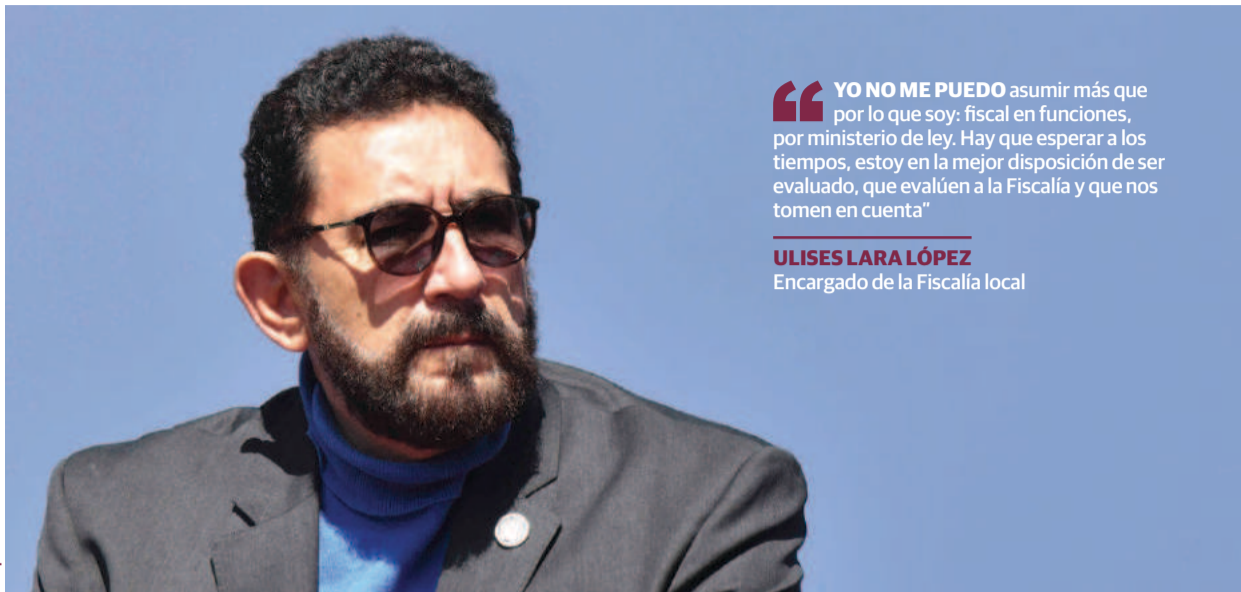 “ YO NO ME PUEDO asumir más que
por lo que soy: fiscal en funciones,
por ministerio de ley. Hay que esperar a los
tiempos, estoy en la mejor disposición de ser
evaluado, que evalúen a la Fiscalía y que nos
tomen en cuenta”
ULISES LARA LÓPEZ
Encargado de la Fiscalía local